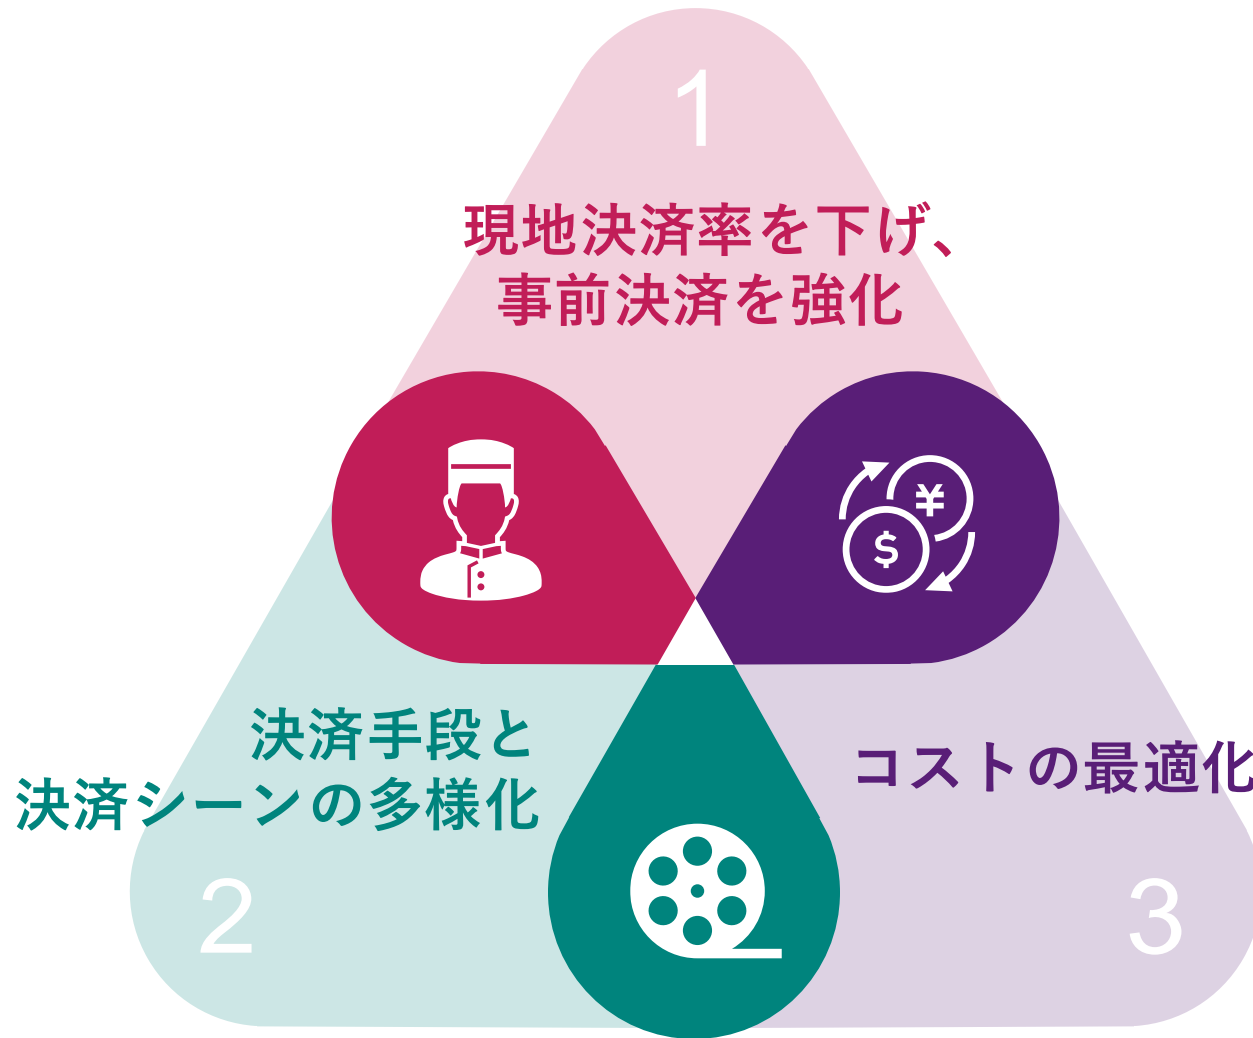 1
現地決済率を下げ、
事前決済を強化
¥
$
決済手段と
決済シーンの多様化
コストの最適化
2
3